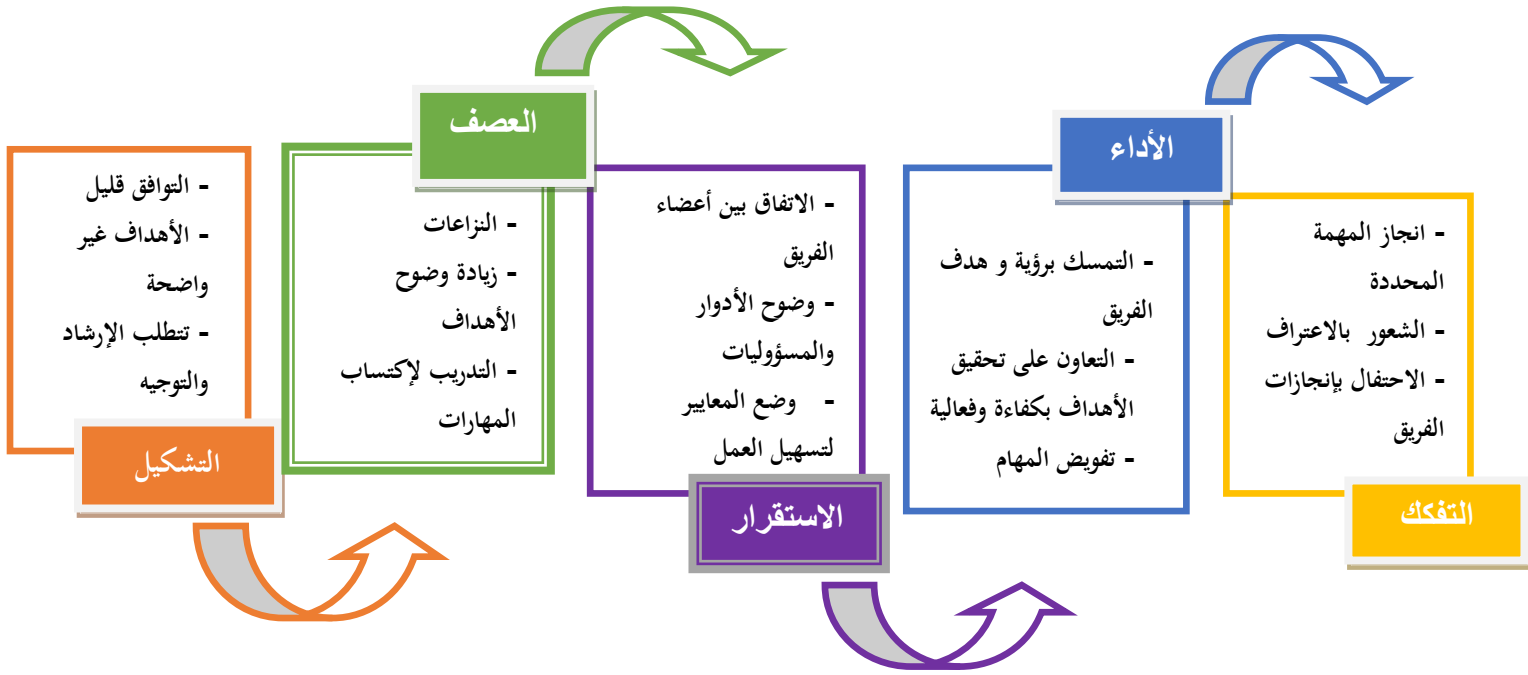 التشكيل
- التوافق قليل
- الأهداف غير
واضحة
- تتطلب الإرشاد
والتوجيه
العصف
- النزاعات
- زيادة وضوح
الأهداف
- التدريب لإكتساب
المهارات
الاستقرار
- الاتفاق بين أعضاء
الفريق
- وضوح الأدوار
والمسؤوليات
- وضع المعايير
لتسهيل العمل
الأداء
- التمسك برؤية و هدف
الفريق
- التعاون على تحقيق
الأهداف بكفاءة وفعالية
- تفويض المهام
التفكك
- انجاز المهمة
المحددة
- الشعور بالاعتراف
- الاحتفال بإنجازات
الفريق